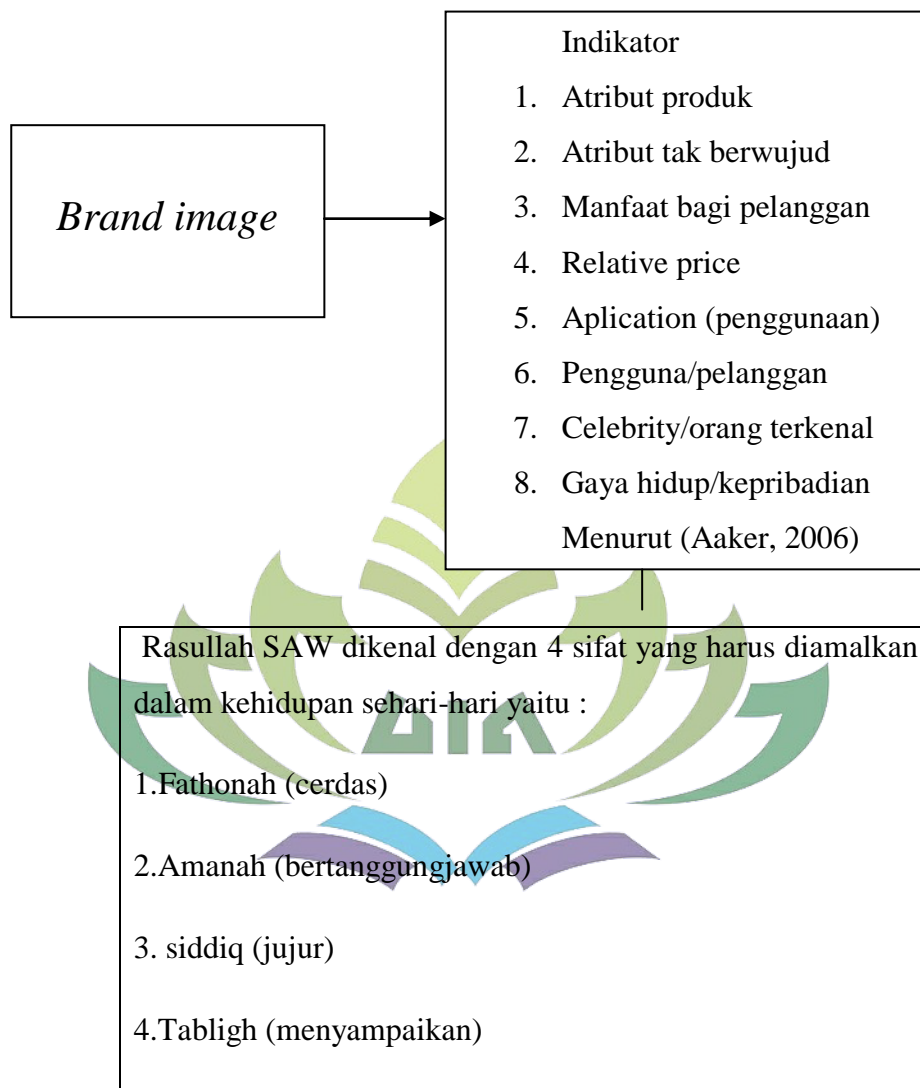 Brand image
Indikator
1. Atribut produk
2. Atribut tak berwujud
3. Manfaat bagi pelanggan
4. Relative price
5. Aplication (penggunaan)
6. Pengguna/pelanggan
7. Celebrity/orang terkenal
8. Gaya hidup/kepribadian
Menurut (Aaker, 2006)
Rasullah SAW dikenal dengan 4 sifat yang harus diamalkan
dalam kehidupan sehari-hari yaitu :
1.Fathonah (cerdas)
2.Amanah (bertanggungjawab)
3. siddiq (jujur)
4.Tabligh (menyampaikan)